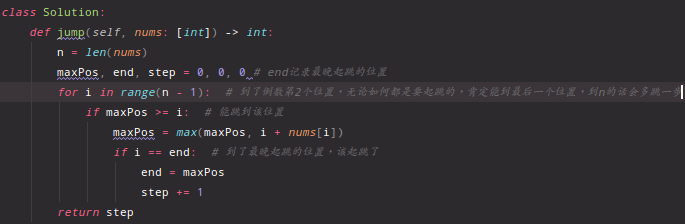 class Solution:
    def jump(self, nums: [int]) -> int:
        n = len(nums)
        maxPos, end, step = 0, 0, 0 # end记录最晚起跳的位置
        for i in range(n - 1):  # 到了倒数第2个位置，无论如何都是要起跳的，肯定能到最后一个位置，到n的该会多跳一步
            if maxPos >= i:  # 能跳到该位置
                maxPos = max(maxPos, i + nums[i])
                if i == end:  # 到了最晚起跳的位置，该起跳了
                    end = maxPos
                    step += 1
        return step